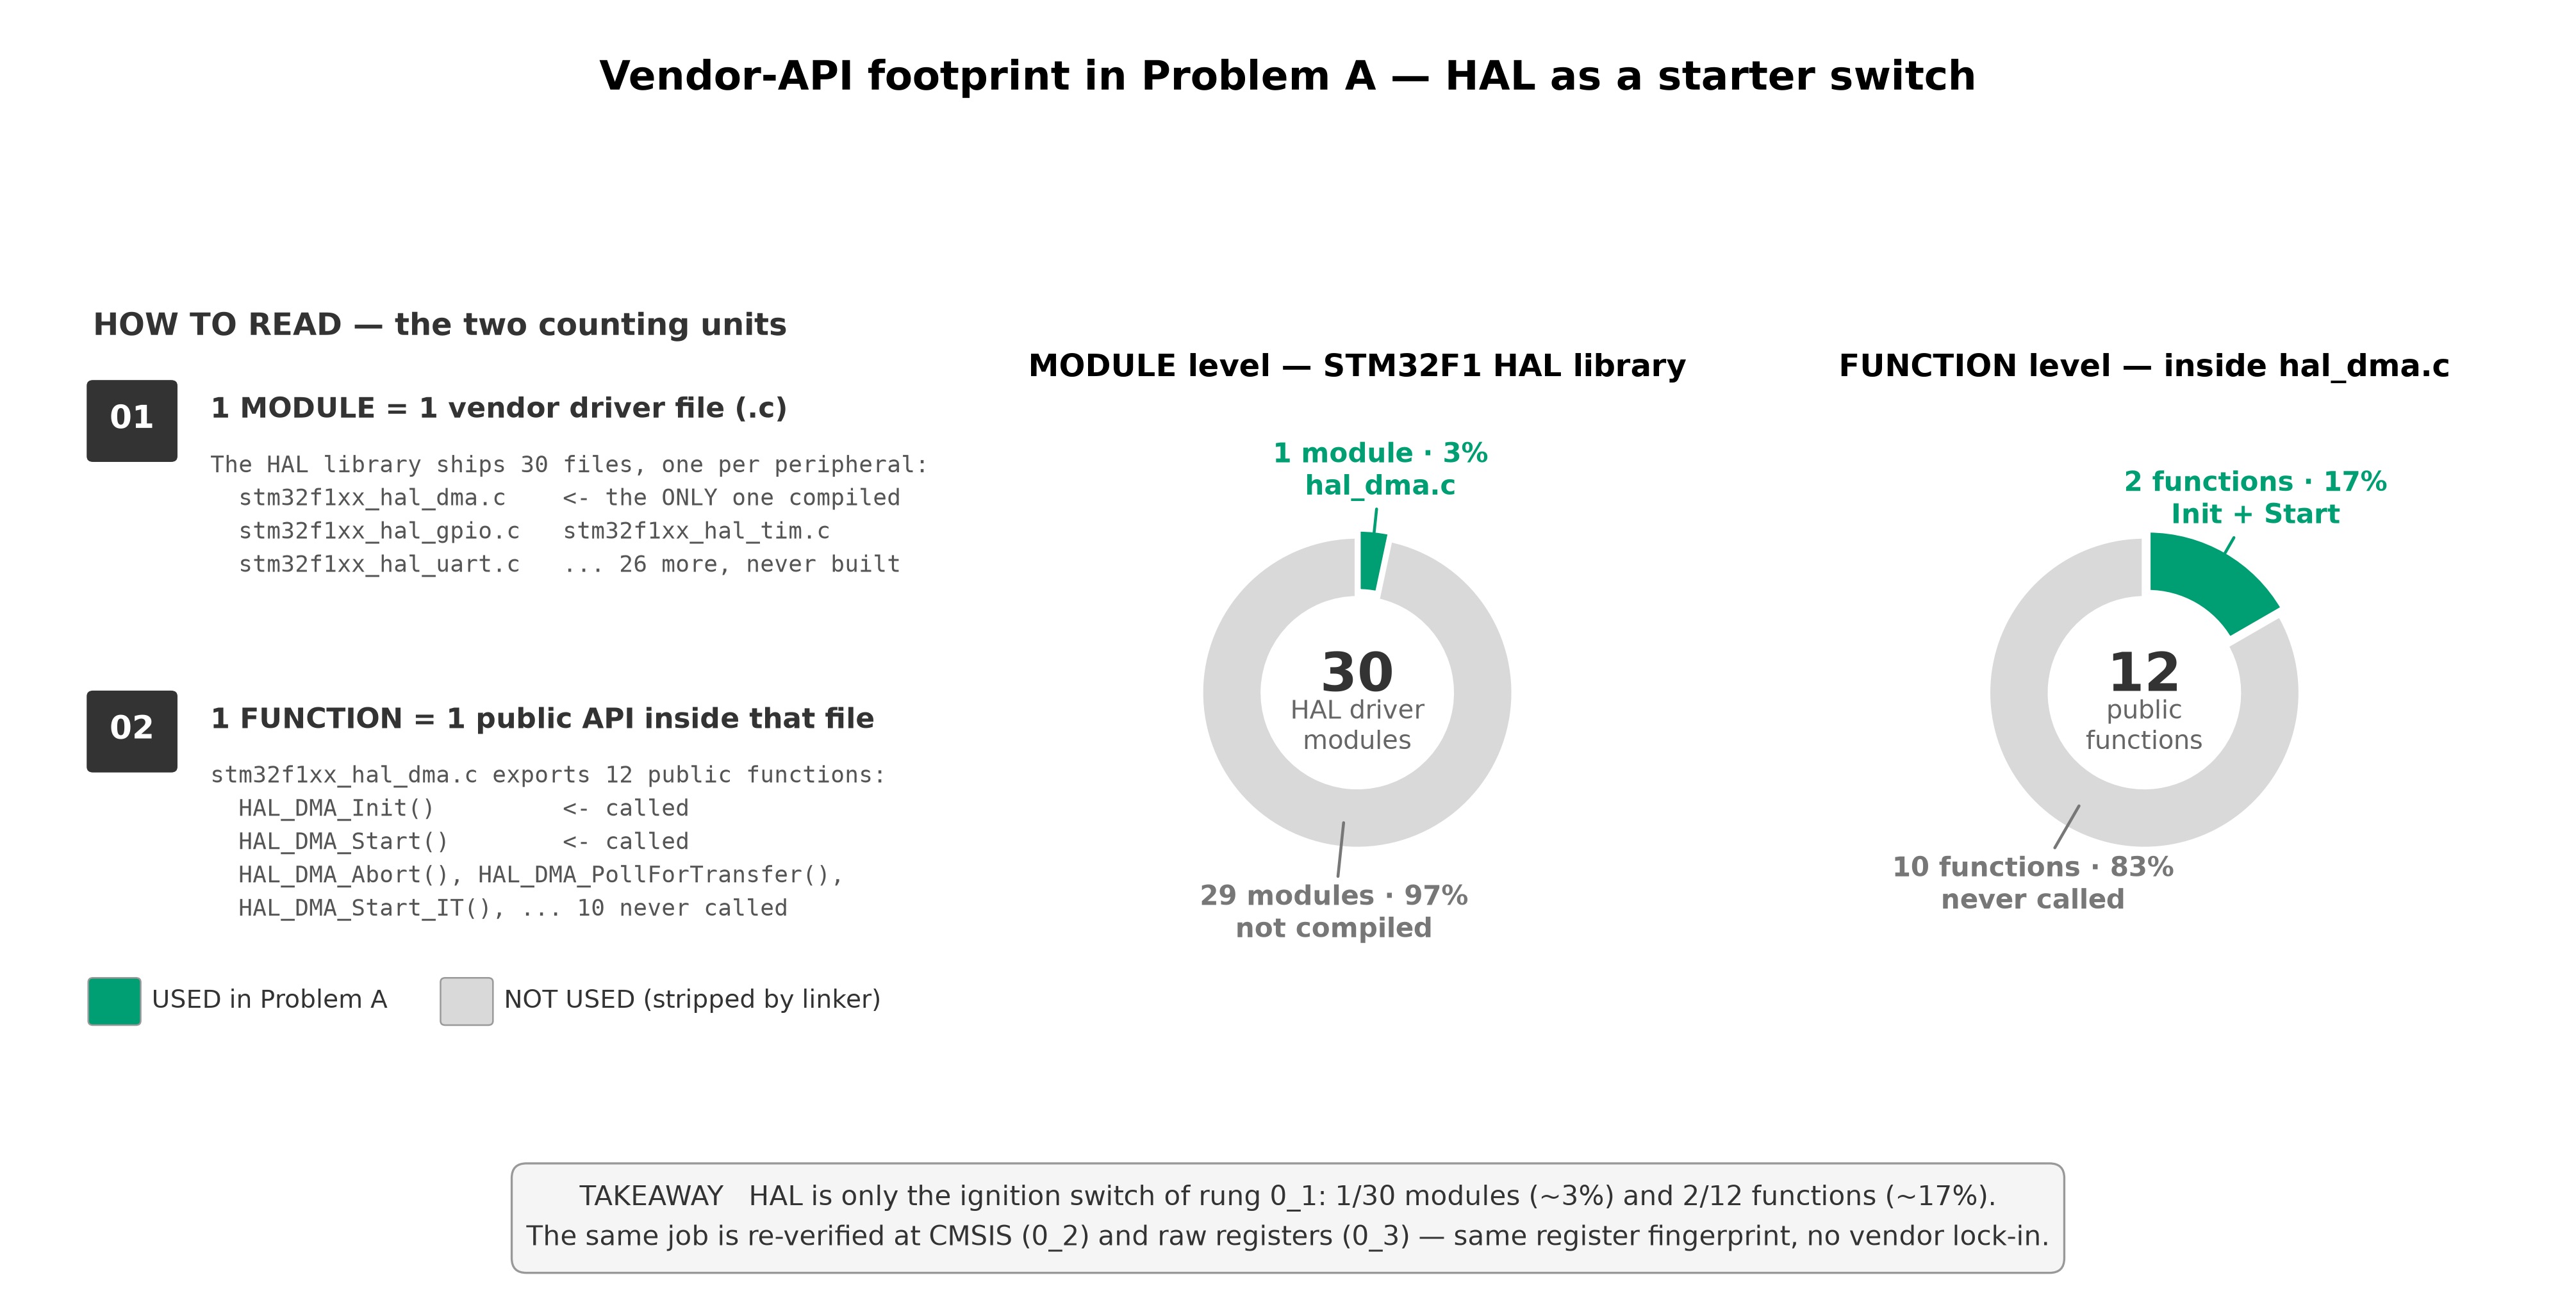 Vendor-API footprint in Problem A — HAL as a starter switch
HOW TO READ — the two counting units
01
1 MODULE = 1 vendor driver file (.c)
The HAL library ships 30 files, one per peripheral:
  stm32f1xx_hal_dma.c    <- the ONLY one compiled
  stm32f1xx_hal_gpio.c   stm32f1xx_hal_tim.c
  stm32f1xx_hal_uart.c   ... 26 more, never built
02
1 FUNCTION = 1 public API inside that file
stm32f1xx_hal_dma.c exports 12 public functions:
  HAL_DMA_Init()         <- called
  HAL_DMA_Start()        <- called
  HAL_DMA_Abort(), HAL_DMA_PollForTransfer(),
  HAL_DMA_Start_IT(), ... 10 never called
USED in Problem A
NOT USED (stripped by linker)
MODULE level — STM32F1 HAL library
1 module · 3%
hal_dma.c
30
HAL driver
modules
29 modules · 97%
not compiled
FUNCTION level — inside hal_dma.c
2 functions · 17%
Init + Start
12
public
functions
10 functions · 83%
never called
TAKEAWAY   HAL is only the ignition switch of rung 0_1: 1/30 modules (~3%) and 2/12 functions (~17%).
The same job is re-verified at CMSIS (0_2) and raw registers (0_3) — same register fingerprint, no vendor lock-in.